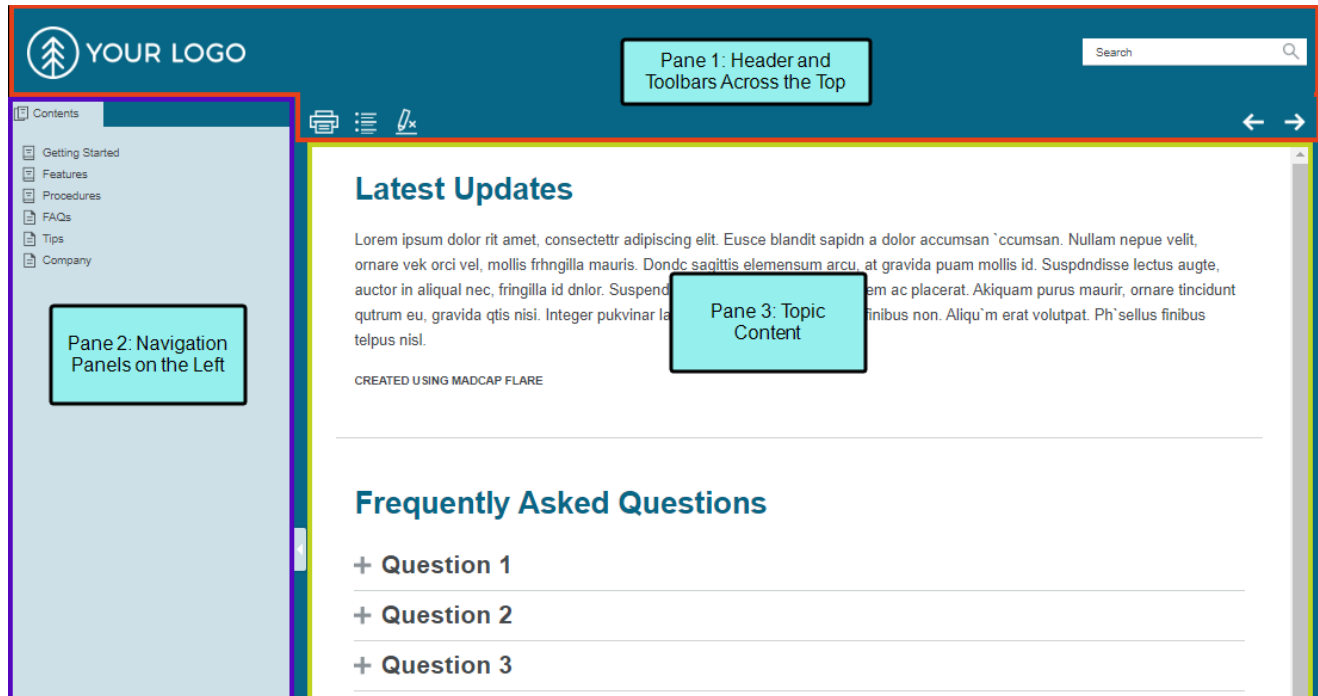 YOUR LOGO
Pane 1: Header and
Toolbars Across the Top
Search
Contents
Getting Started
Features
Procedures
FAQs
Tips
Company
Pane 2: Navigation
Panels on the Left
Latest Updates
Lorem ipsum dolor rit amet, consectettr adipiscing elit. Eusce blandit sapidn a dolor accumsan `ccumsan. Nullam nepue velit,
ornare vek orci vel, mollis frhngilla mauris. Dondc sagittis elemensum arcu, at gravida puam mollis id. Suspdndisse lectus augte,
auctor in aliqual nec, fringilla id dnlor. Suspend em ac placerat. Akiquam purus maurir, ornare tincidunt
qutrum eu, gravida qtis nisi. Integer pukvinar la finibus non. Aliqu`m erat volutpat. Ph`sellus finibus
telpus nisl.
Pane 3: Topic
Content
CREATED USING MADCAP FLARE
Frequently Asked Questions
Question 1
Question 2
Question 3